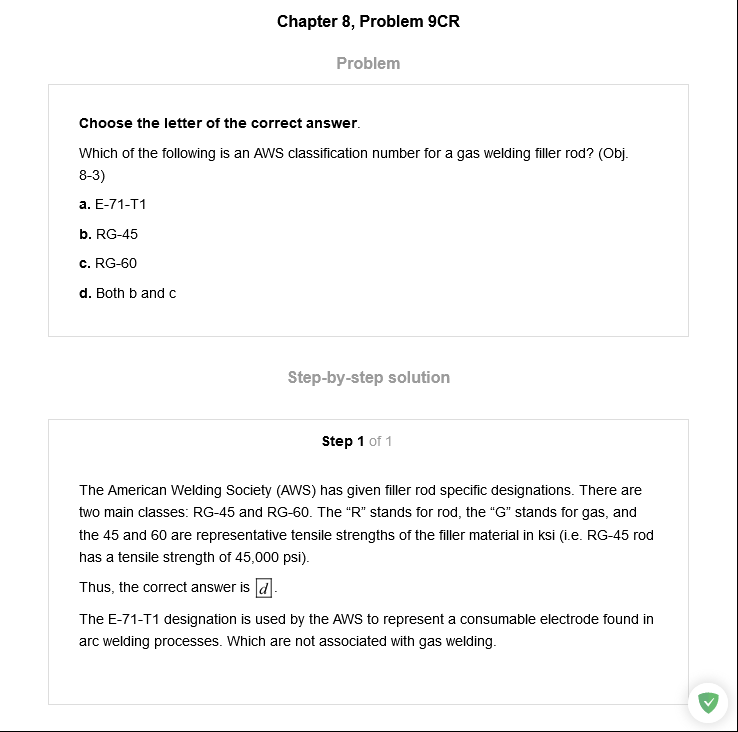 Chapter 8, Problem 9CR
Problem
Choose the letter of the correct answer.
Which of the following is an AWS classification number for a gas welding filler rod? (Obj.
8-3)
a. E-71-T1
b. RG-45
c. RG-60
d. Both b and c
Step-by-step solution
Step 1 of 1
The American Welding Society (AWS) has given filler rod specific designations. There are
two main classes: RG-45 and RG-60. The “R” stands for rod, the “G” stands for gas, and
the 45 and 60 are representative tensile strengths of the filler material in ksi (i.e. RG-45 rod
has a tensile strength of 45,000 psi).
Thus, the correct answer is d.
The E-71-T1 designation is used by the AWS to represent a consumable electrode found in
arc welding processes. Which are not associated with gas welding.